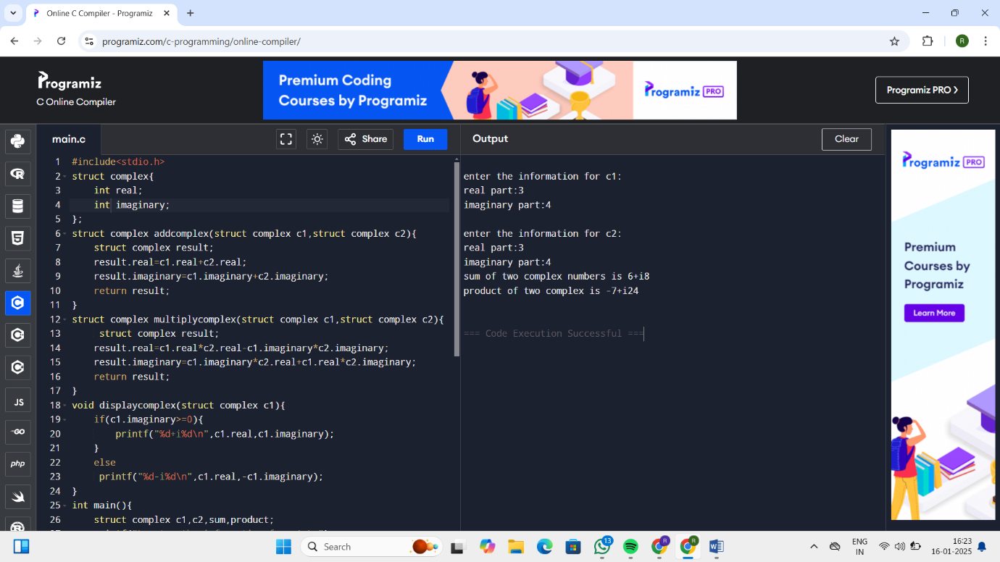 Online C Compiler - Programiz
programiz.com/c-programming/online-compiler/
R
Programiz
C Online Compiler
Premium Coding
Courses by Programiz
Programiz PRO
Programiz PRO
main.c
Share
Run
Output
Clear
1 #include<stdio.h>
2 struct complex{
3 int real;
4 int imaginary;
5 };
6 struct complex addcomplex(struct complex c1,struct complex c2){
7 struct complex result;
8 result.real=c1.real+c2.real;
9 result.imaginary=c1.imaginary+c2.imaginary;
10 return result;
11 }
12 struct complex multiplycomplex(struct complex c1,struct complex c2){
13 struct complex result;
14 result.real=c1.real*c2.real-c1.imaginary*c2.imaginary;
15 result.imaginary=c1.imaginary*c2.real+c1.real*c2.imaginary;
16 return result;
17 }
18 void displaycomplex(struct complex c1){
19 if(c1.imaginary>=0){
20 printf("%d+i%d\n",c1.real,c1.imaginary);
21 }
22 else
23 printf("%d-i%d\n",c1.real,-c1.imaginary);
24 }
25 int main(){
26 struct complex c1,c2,sum,product;
enter the information for c1:
real part:3
imaginary part:4
enter the information for c2:
real part:3
imaginary part:4
sum of two complex numbers is 6+i8
product of two complex is -7+i24
=== Code Execution Successful ===
Programiz PRO
Premium
Courses by
Programiz
Learn More
JS
GO
php
Search
13
R
R
ENG
IN
16:23
16-01-2025